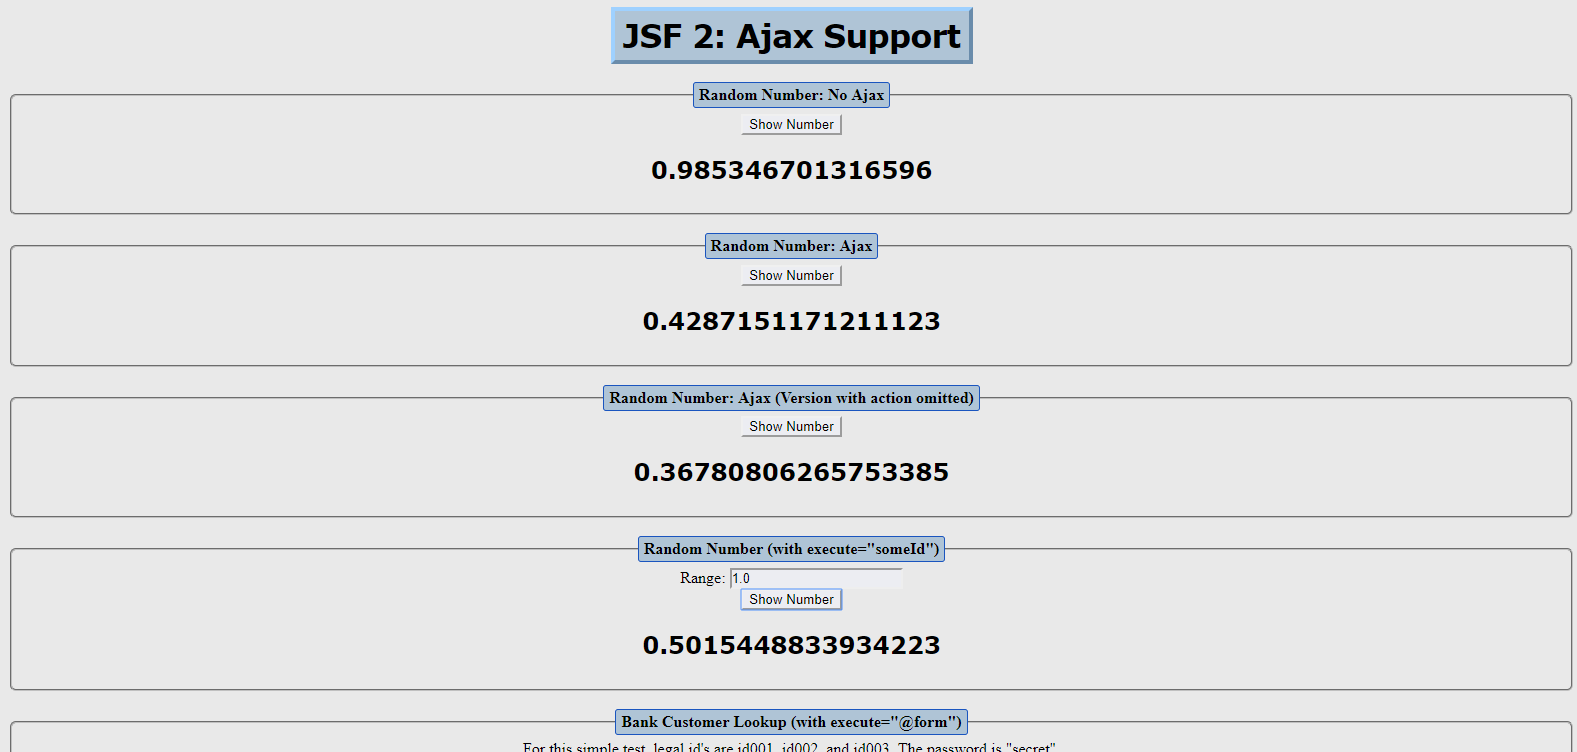 JSF 2: Ajax Support
Random Number: No Ajax
Show Number
0.985346701316596
Random Number: Ajax
Show Number
0.4287151171211123
Random Number: Ajax (Version with action omitted)
Show Number
0.36780806265753385
Random Number (with execute="someId")
Range: 1.0
Show Number
0.5015448833934223
Bank Customer Lookup (with execute="@form")
For this simple test, legal id's are id001, id002, and id003. The password is "secret"